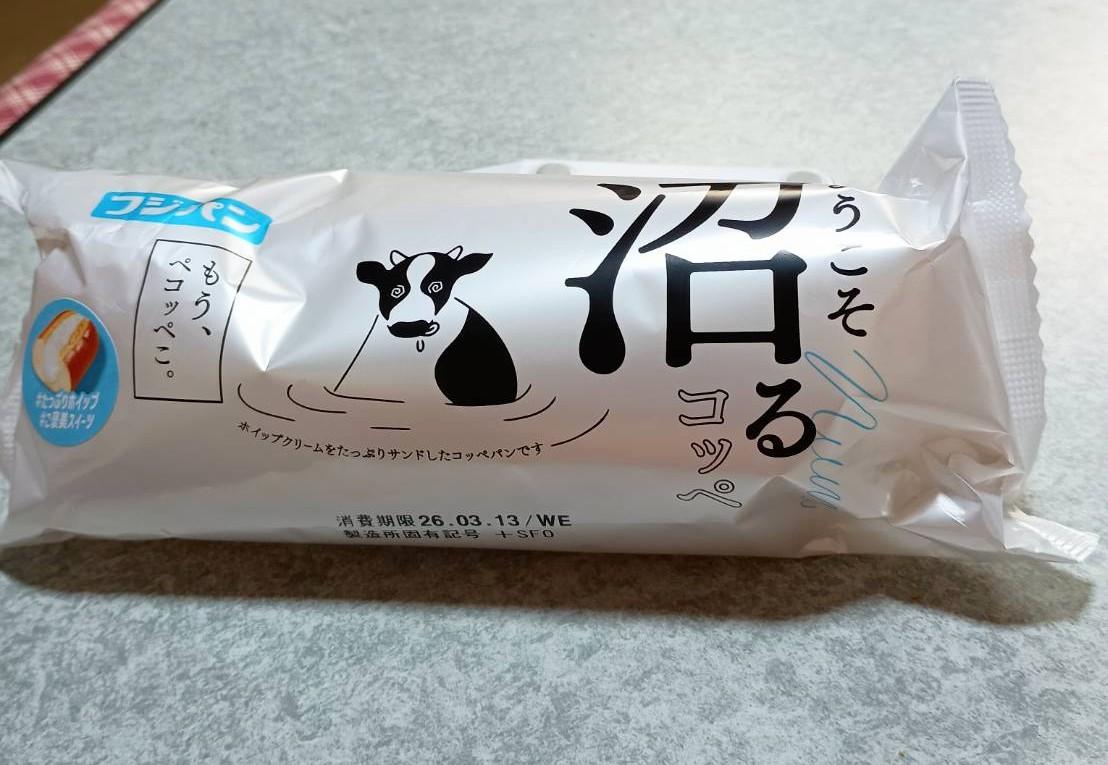 フジパン
もう、
ペコッペこ。
#たっぷりホイップ
#ご褒美スイーツ
うこそ
沼る
コッペ
Numa
ホイップクリームをたっぷりサンドしたコッペパンです
消費期限 26.03.13/WE
製造所固有記号 +SF0